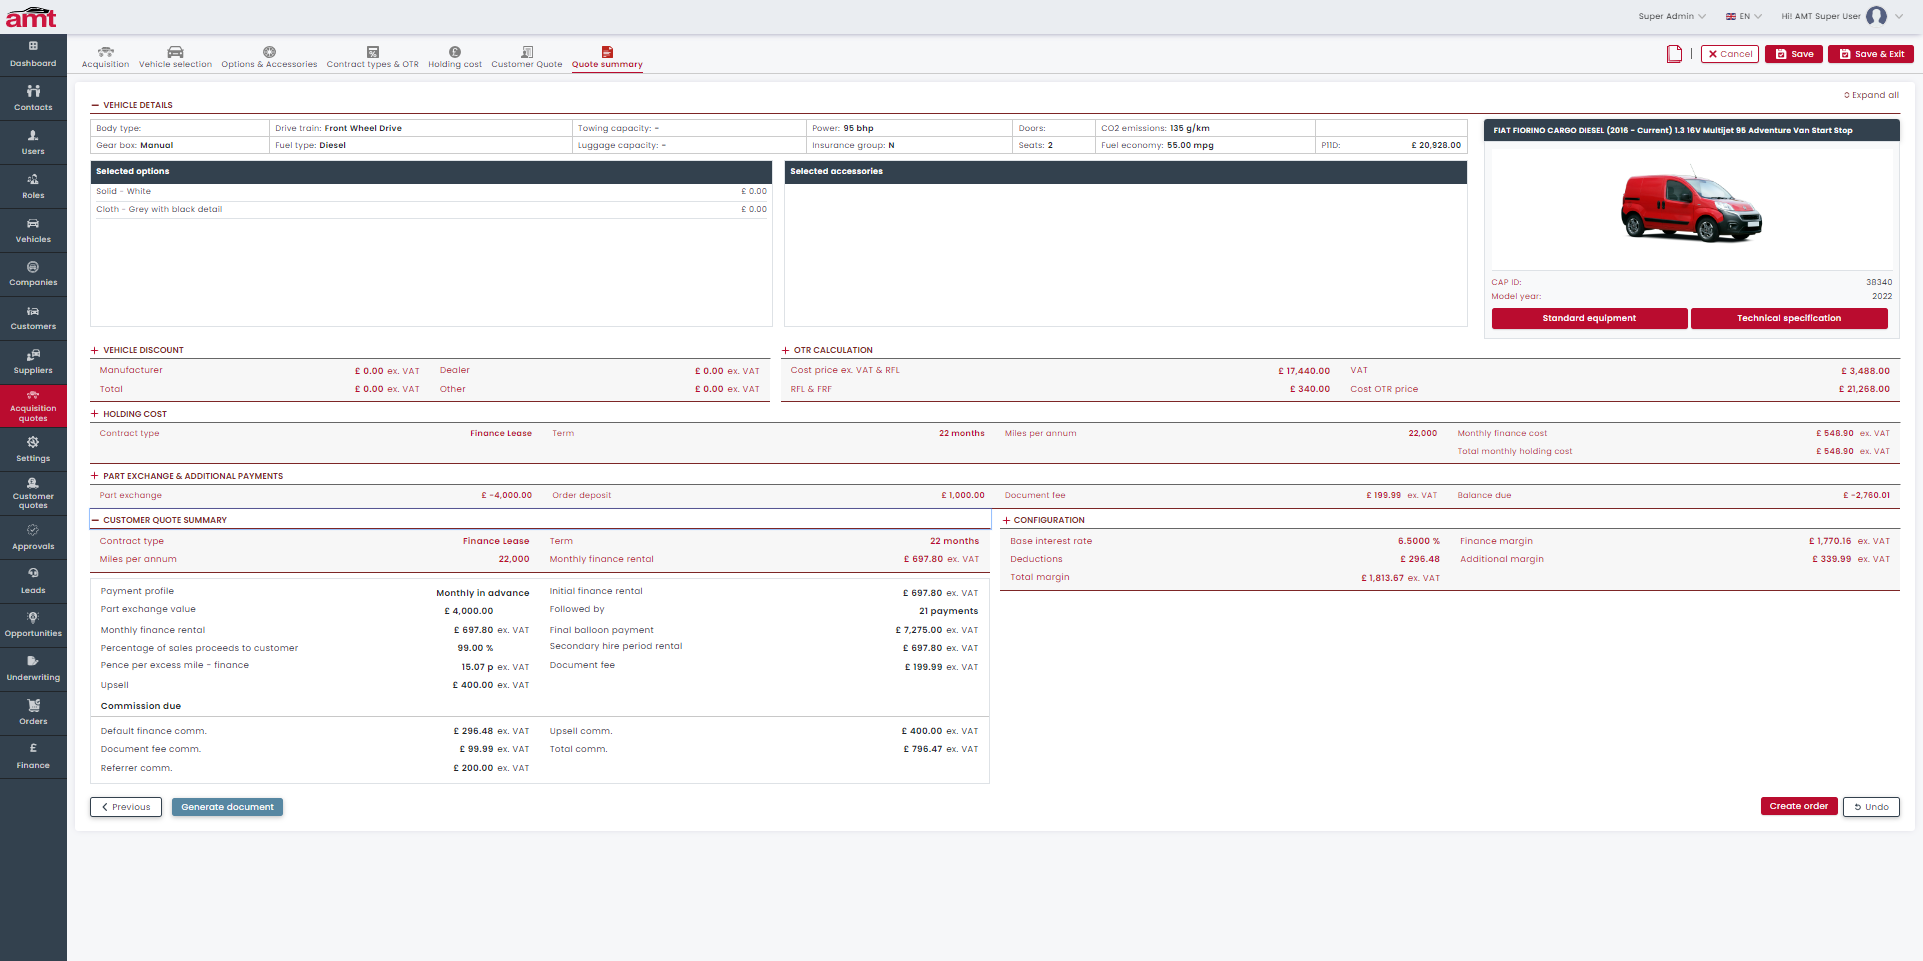 amt
Super Admin
EN
Hi! AMT Super User
Dashboard
Contacts
Users
Roles
Vehicles
Companies
Customers
Suppliers
Acquisition quotes
Settings
Customer quotes
Approvals
Leads
Opportunities
Underwriting
Orders
Finance
Acquisition
Vehicle selection
Options & Accessories
Contract types & OTR
Holding cost
Customer Quote
Quote summary
Cancel
Save
Save & Exit
Expand all
VEHICLE DETAILS
Body type: Drive train: Front Wheel Drive Towing capacity: - Power: 95 bhp Doors: CO2 emissions: 135 g/km
Gear box: Manual Fuel type: Diesel Luggage capacity: - Insurance group: N Seats: 2 Fuel economy: 55.00 mpg P11D: £ 20,928.00
Selected options
Solid - White £ 0.00
Cloth - Grey with black detail £ 0.00
Selected accessories
FIAT FIORINO CARGO DIESEL (2016 - Current) 1.3 16V Multijet 95 Adventure Van Start Stop
CAP ID: 38340
Model year: 2022
Standard equipment
Technical specification
VEHICLE DISCOUNT
Manufacturer £ 0.00 ex. VAT Dealer £ 0.00 ex. VAT
Total £ 0.00 ex. VAT Other £ 0.00 ex. VAT
OTR CALCULATION
Cost price ex. VAT & RFL £ 17,440.00 VAT £ 3,488.00
RFL & FRF £ 340.00 Cost OTR price £ 21,268.00
HOLDING COST
Contract type Finance Lease Term 22 months Miles per annum 22,000 Monthly finance cost £ 548.90 ex. VAT
Total monthly holding cost £ 548.90 ex. VAT
PART EXCHANGE & ADDITIONAL PAYMENTS
Part exchange £ -4,000.00 Order deposit £ 1,000.00 Document fee £ 199.99 ex. VAT Balance due £ -2,760.01
CUSTOMER QUOTE SUMMARY
Contract type Finance Lease Term 22 months
Miles per annum 22,000 Monthly finance rental £ 697.80 ex. VAT
Payment profile Monthly in advance Initial finance rental £ 697.80 ex. VAT
Part exchange value £ 4,000.00 Followed by 21 payments
Monthly finance rental £ 697.80 ex. VAT Final balloon payment £ 7,275.00 ex. VAT
Percentage of sales proceeds to customer 99.00 % Secondary hire period rental £ 697.80 ex. VAT
Pence per excess mile - finance 15.07 p ex. VAT Document fee £ 199.99 ex. VAT
Upsell £ 400.00 ex. VAT
Commission due
Default finance comm. £ 296.48 ex. VAT Upsell comm. £ 400.00 ex. VAT
Document fee comm. £ 99.99 ex. VAT Total comm. £ 796.47 ex. VAT
Referrer comm. £ 200.00 ex. VAT
CONFIGURATION
Base interest rate 6.5000 % Finance margin £ 1,770.16 ex. VAT
Deductions £ 296.48 Additional margin £ 339.99 ex. VAT
Total margin £ 1,813.67 ex. VAT
Previous
Generate document
Create order
Undo